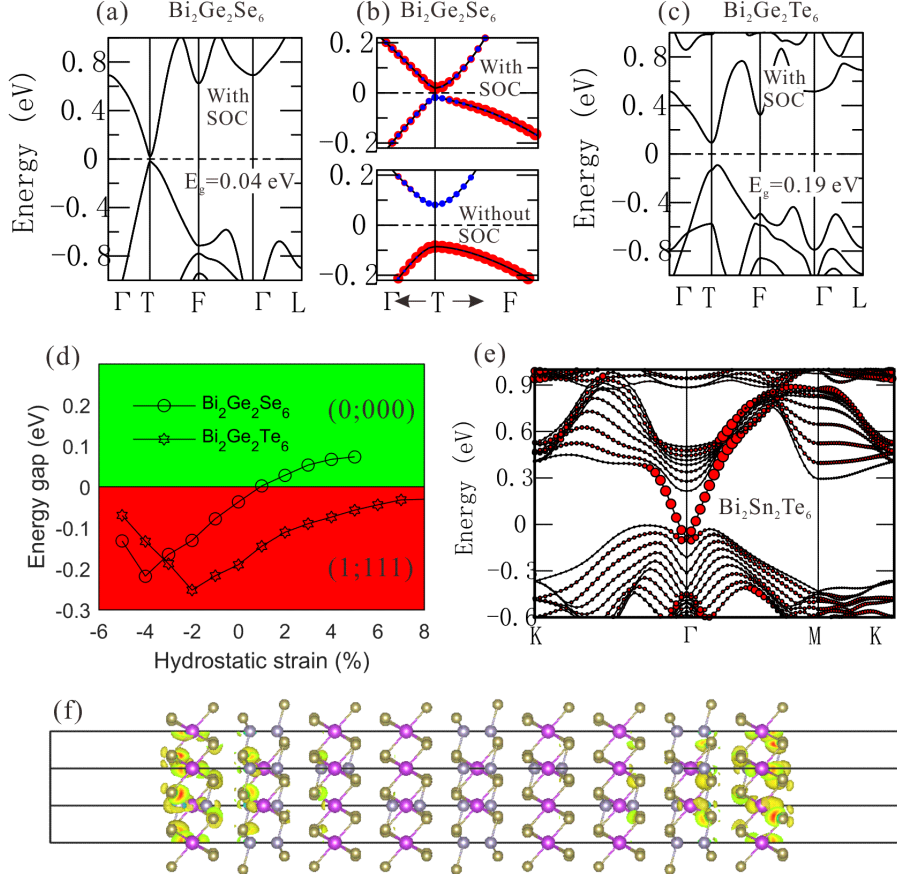 (a) Bi2Ge2Se6
Energy (eV)
0.8
0.4
0
-0.4
-0.8
With
SOC
Eg=0.04 eV
Γ T F Γ L
(b) Bi2Ge2Se6
0.2
0
-0.2
With
SOC
0.2
0
-0.2
Without
SOC
Γ T F
(c) Bi2Ge2Te6
Energy (eV)
0.8
0.4
0
-0.4
-0.8
With
SOC
Eg=0.19 eV
Γ T F Γ L
(d)
Energy gap (eV)
0.2
0.1
0
-0.1
-0.2
-0.3
Bi2Ge2Se6
Bi2Ge2Te6
(0;000)
(1;111)
-6 -4 -2 0 2 4 6 8
Hydrostatic strain (%)
(e)
Energy (eV)
0.9
0.6
0.3
0
-0.3
-0.6
Bi2Sn2Te6
K Γ M K
(f)